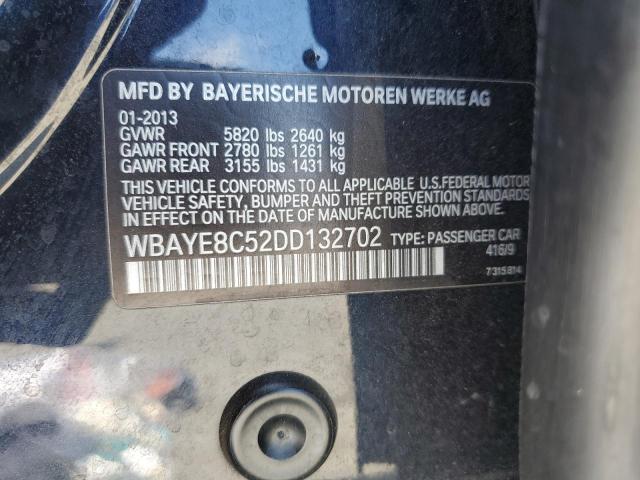 MFD BY BAYERISCHE MOTOREN WERKE AG
01-2013
GVWR 5820 lbs 2640 kg
GAWR FRONT 2780 lbs 1261 kg
GAWR REAR 3155 lbs 1431 kg
THIS VEHICLE CONFORMS TO ALL APPLICABLE U.S.FEDERAL MOTOR
VEHICLE SAFETY, BUMPER AND THEFT PREVENTION STANDARDS
IN EFFECT ON THE DATE OF MANUFACTURE SHOWN ABOVE.
WBAYE8C52DD132702 TYPE: PASSENGER CAR
416/9
7315814